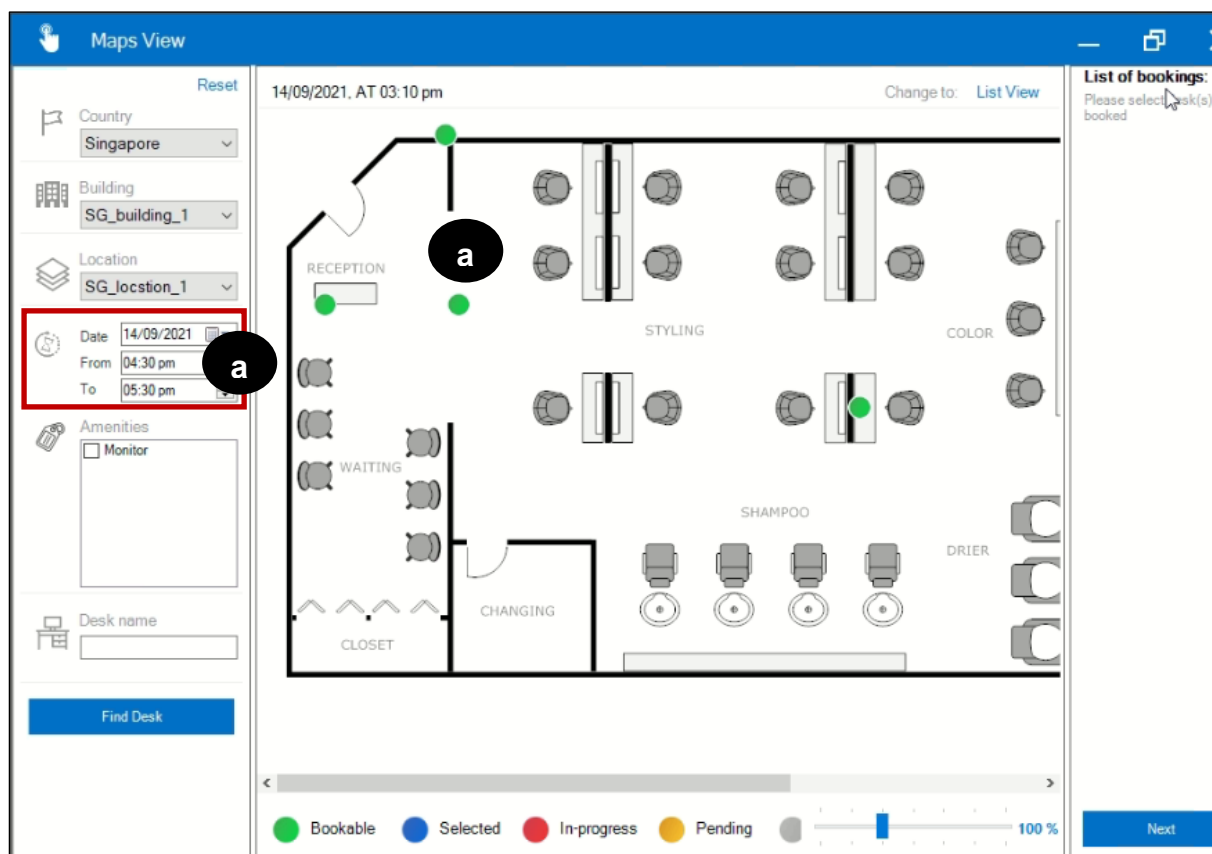 Maps View
Reset
Country
Singapore
Building
SG_building_1
Location
SG_locstion_1
Date 14/09/2021
From 04:30 pm
To 05:30 pm
a
Amenities
Monitor
Desk name
Find Desk
14/09/2021, AT 03:10 pm
Change to: List View
RECEPTION
a
STYLING
COLOR
WAITING
SHAMPOO
DRIER
CHANGING
CLOSET
Bookable Selected In-progress Pending 100 %
List of bookings:
Please select
booked
Next